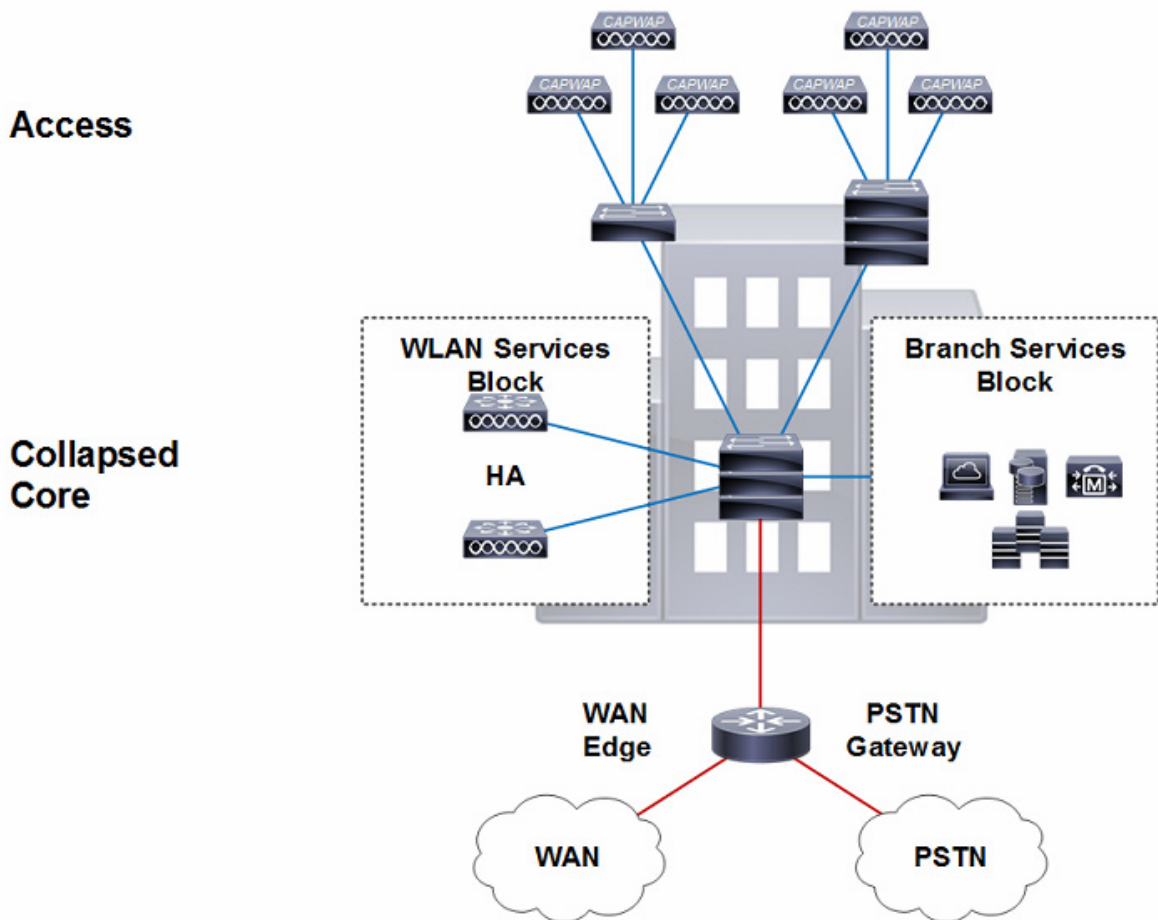 CAPWAP
CAPWAP
CAPWAP
CAPWAP
CAPWAP
CAPWAP
Access
WLAN Services
Block
HA
Branch Services
Block
M
Collapsed
Core
WAN
Edge
PSTN
Gateway
WAN
PSTN